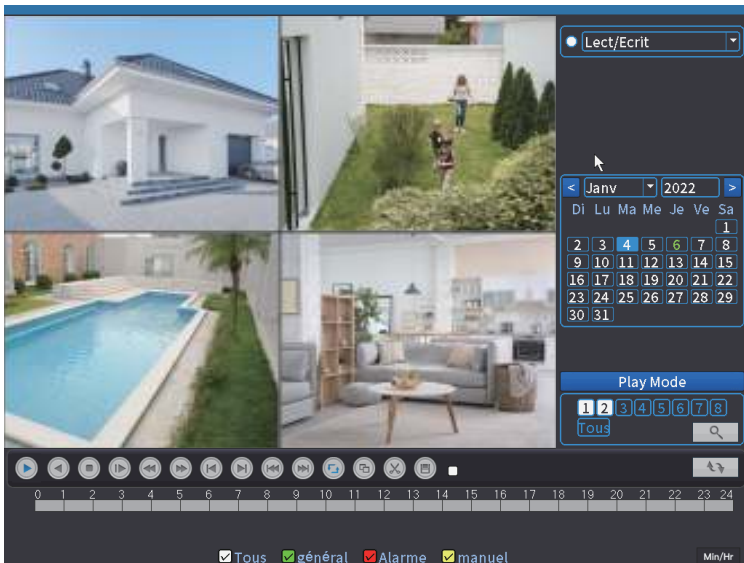 Lect/Ecrit
< Janv 2022 >
Di Lu Ma Me Je Ve Sa
1
2 3 4 5 6 7 8
9 10 11 12 13 14 15
16 17 18 19 20 21 22
23 24 25 26 27 28 29
30 31
Play Mode
1 2 3 4 5 6 7 8
Tous
0 1 2 3 4 5 6 7 8 9 10 11 12 13 14 15 16 17 18 19 20 21 22 23 24
Tous général Alarme manuel
Min/Hr